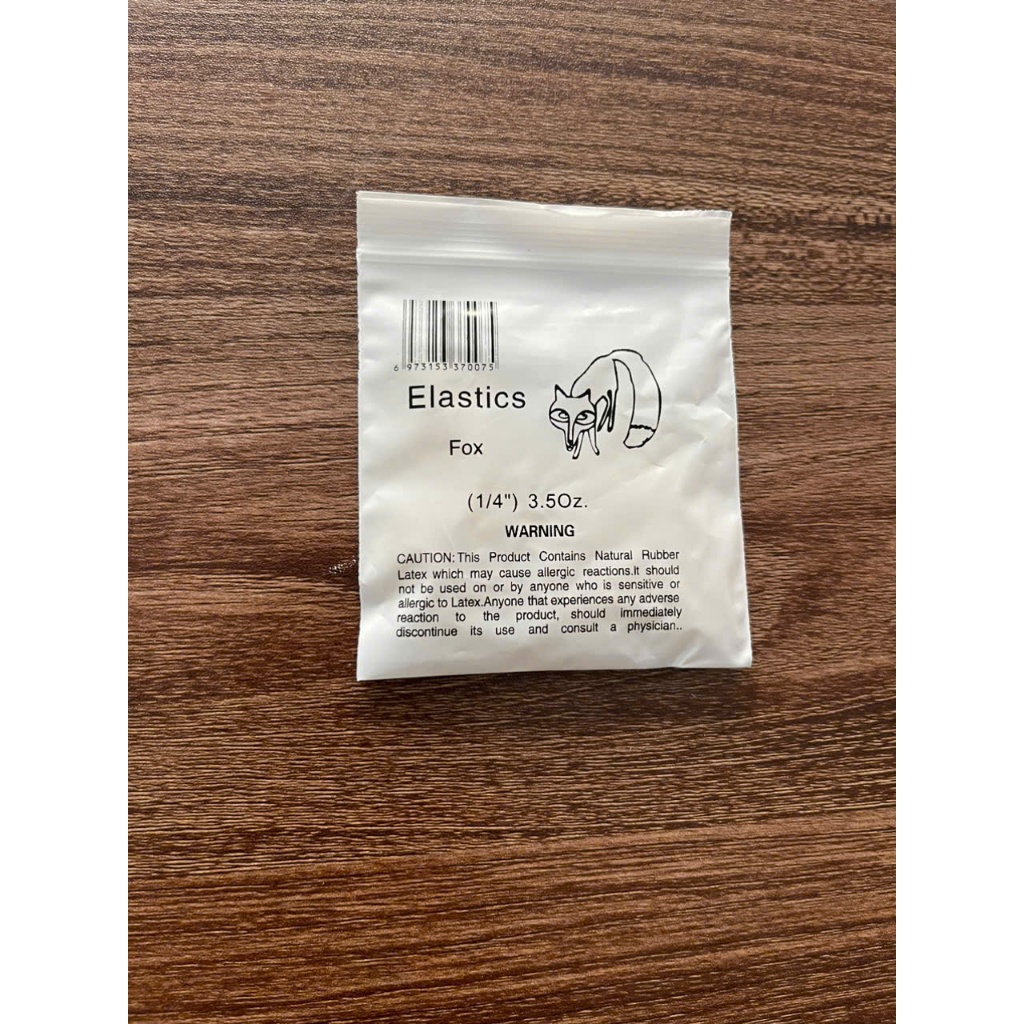 6 973153 370075
Elastics
Fox
(1/4") 3.5Oz.
WARNING
CAUTION: This Product Contains Natural Rubber
Latex which may cause allergic reactions.It should
not be used on or by anyone who is sensitive or
allergic to Latex.Anyone that experiences any adverse
reaction to the product, should immediately
discontinue its use and consult a physician..